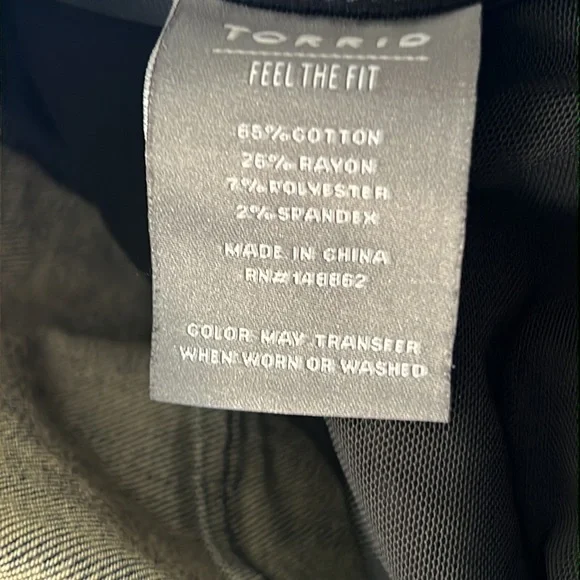 TORRID
FEEL THE FIT
65% COTTON
26% RAYON
7% POLYESTER
2% SPANDEX
MADE IN CHINA
RN# 148862
COLOR MAY TRANSFER
WHEN WORN OR WASHED